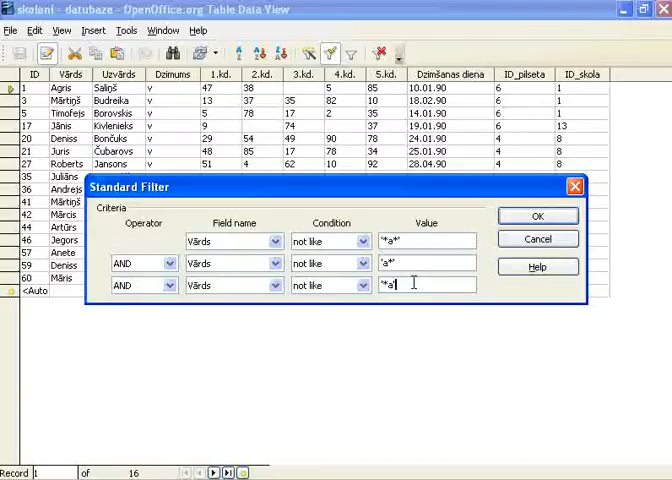 skolani - datubaze - OpenOffice.org Table Data View
File Edit View Insert Tools Window Help
ID Vārds Uzvārds Dzimums 1.kd. 2.kd. 3.kd. 4.kd. 5.kd. Dzimšanas diena ID_pilseta ID_skola
1 Agris Saliņš v 47 38 5 85 10.01.90 6 1
3 Mārtiņš Budreika v 13 37 35 82 10 18.02.90 6 1
5 Timofejs Borovskis v 5 78 17 2 35 14.01.90 6 1
17 Jānis Kivlenieks v 9 74 37 19.01.90 6 13
20 Deniss Bončuks v 29 54 49 90 78 04.01.90 4 8
21 Juris Čubarovs v 48 85 17 78 34 25.01.90 4 8
27 Roberts Jansons v 51 4 62 10 92 28.04.90 4 8
35 Juliāns
36 Andrejs
41 Mārtiņš
42 Mārcis
44 Artūrs
46 Jegors
57 Anete
59 Deniss
60 Māris
<Auto
Standard Filter
Criteria
Operator Field name Condition Value
Vārds not like '*a*'
AND Vārds not like 'a*'
AND Vārds not like '*a'
OK
Cancel
Help
Record 1 of 16